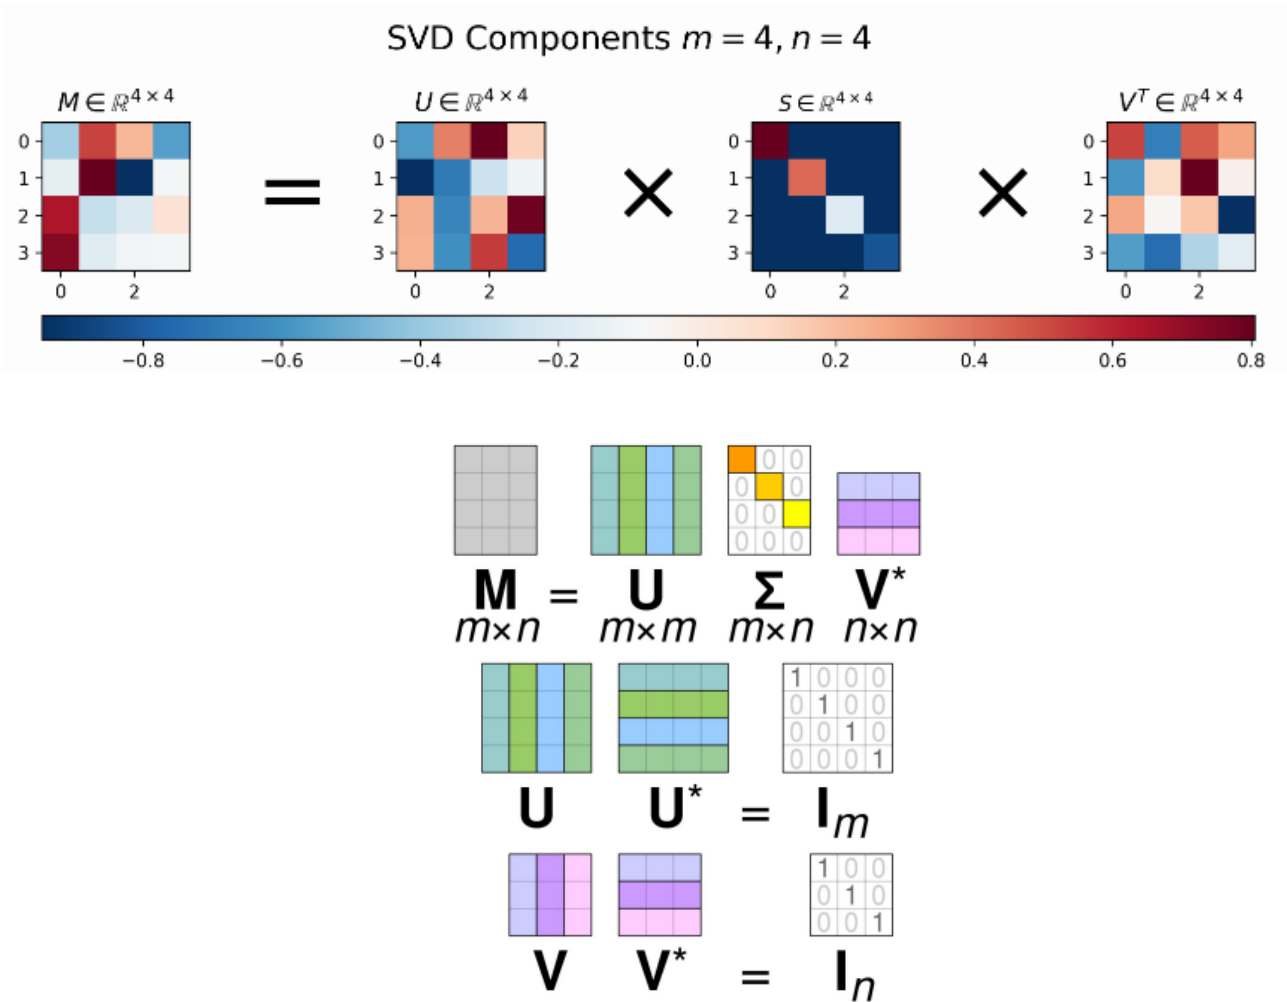 SVD Components m = 4, n = 4
M ∈ ℝ^{4 × 4}
U ∈ ℝ^{4 × 4}
S ∈ ℝ^{4 × 4}
V^T ∈ ℝ^{4 × 4}
0
1
2
3
0 2
=
0
1
2
3
0 2
×
0
1
2
3
0 2
×
0
1
2
3
0 2
−0.8 −0.6 −0.4 −0.2 0.0 0.2 0.4 0.6 0.8
0 0
0 0
0 0
0 0 0
M = U Σ V*
m×n m×m m×n n×n
1 0 0 0
0 1 0 0
0 0 1 0
0 0 0 1
U U* = I_m
1 0 0
0 1 0
0 0 1
V V* = I_n